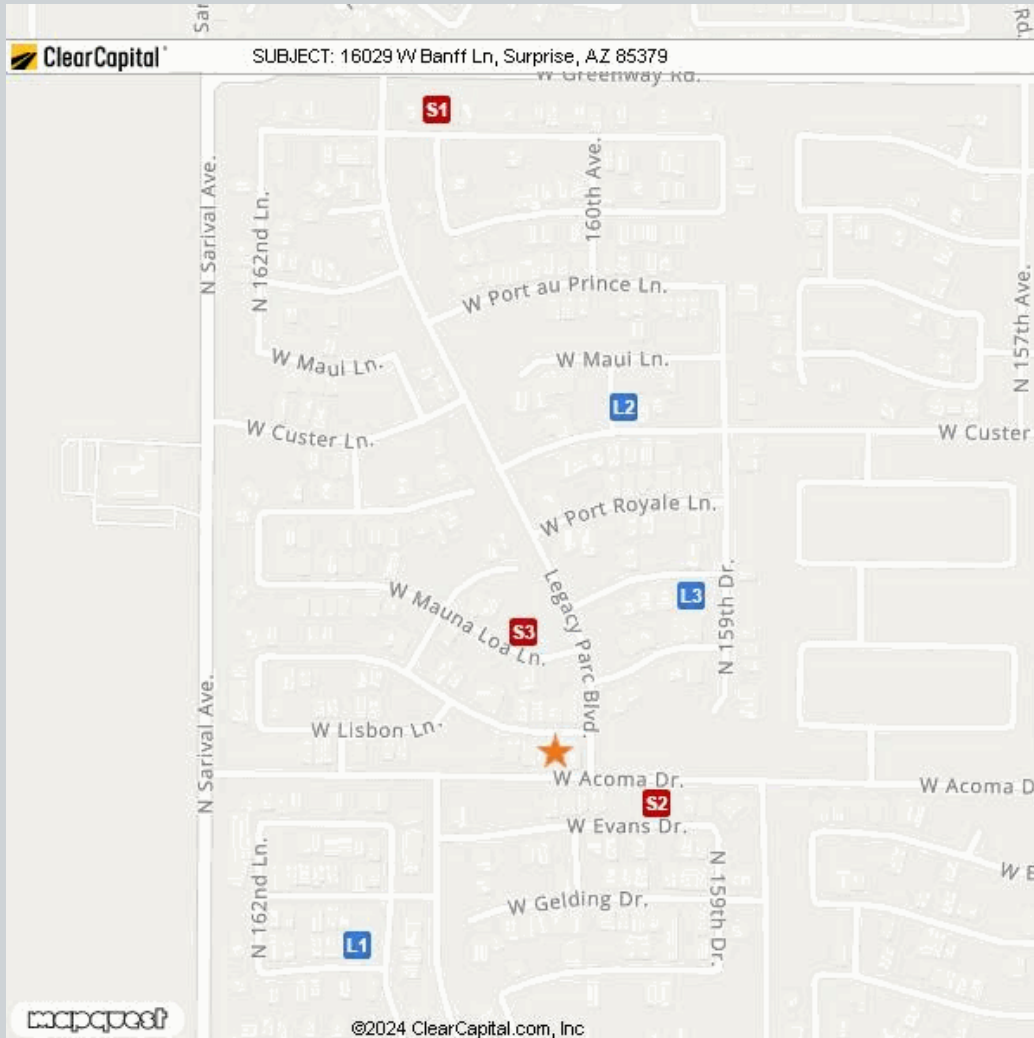 Sar
Rd.
ClearCapital
SUBJECT: 16029 W Banff Ln, Surprise, AZ 85379
W Greenway Rd.
S1
N Sarival Ave.
N 162nd Ln.
160th Ave.
W Port au Prince Ln.
N 157th Ave.
W Maui Ln.
W Maui Ln.
L2
W Custer Ln.
W Custer
W Port Royale Ln.
Legacy Parc Blvd.
W Mauna Loa Ln.
S3
L3
N 159th Dr.
N Sarival Ave.
W Lisbon Ln.
W Acoma Dr.
W Acoma D
S2
W Evans Dr.
N 162nd Ln.
N 159th Dr.
W E
W Gelding Dr.
L1
mapquest
©2024 ClearCapital.com, Inc